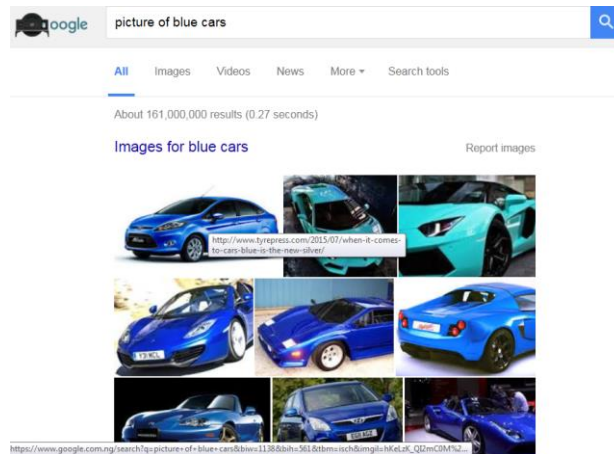 oogle
picture of blue cars
All Images Videos News More Search tools
About 161,000,000 results (0.27 seconds)
Images for blue cars
Report images
http://www.tyrepress.com/2015/07/when-it-comes-
to-cars-blue-is-the-new-silver/
https://www.google.com.ng/search?q=picture+of+blue+cars&biw=1138&bih=561&tbm=isch&imgil=hKeLzK_QI2mC0M%2...